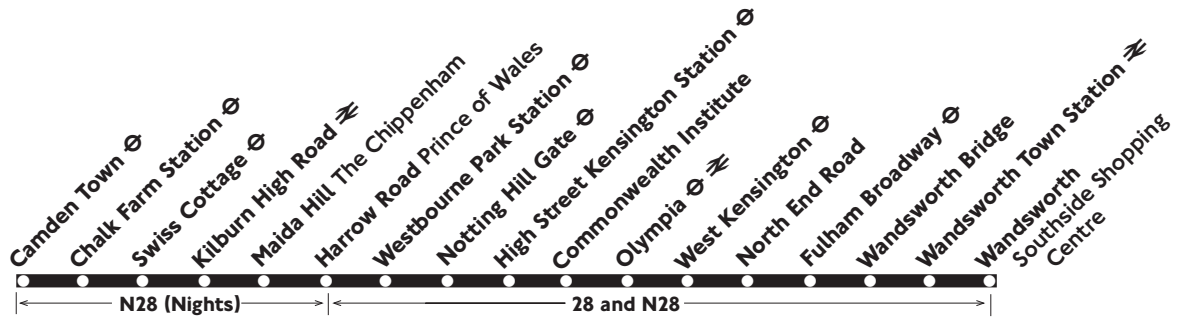 Camden Town
Chalk Farm Station
Swiss Cottage
Kilburn High Road
Maida Hill The Chippenham
Harrow Road Prince of Wales
Westbourne Park Station
Notting Hill Gate
High Street Kensington Station
Commonwealth Institute
Olympia
West Kensington
North End Road
Fulham Broadway
Wandsworth Bridge
Wandsworth Town Station
Wandsworth
Southside Shopping
Centre
N28 (Nights)
28 and N28